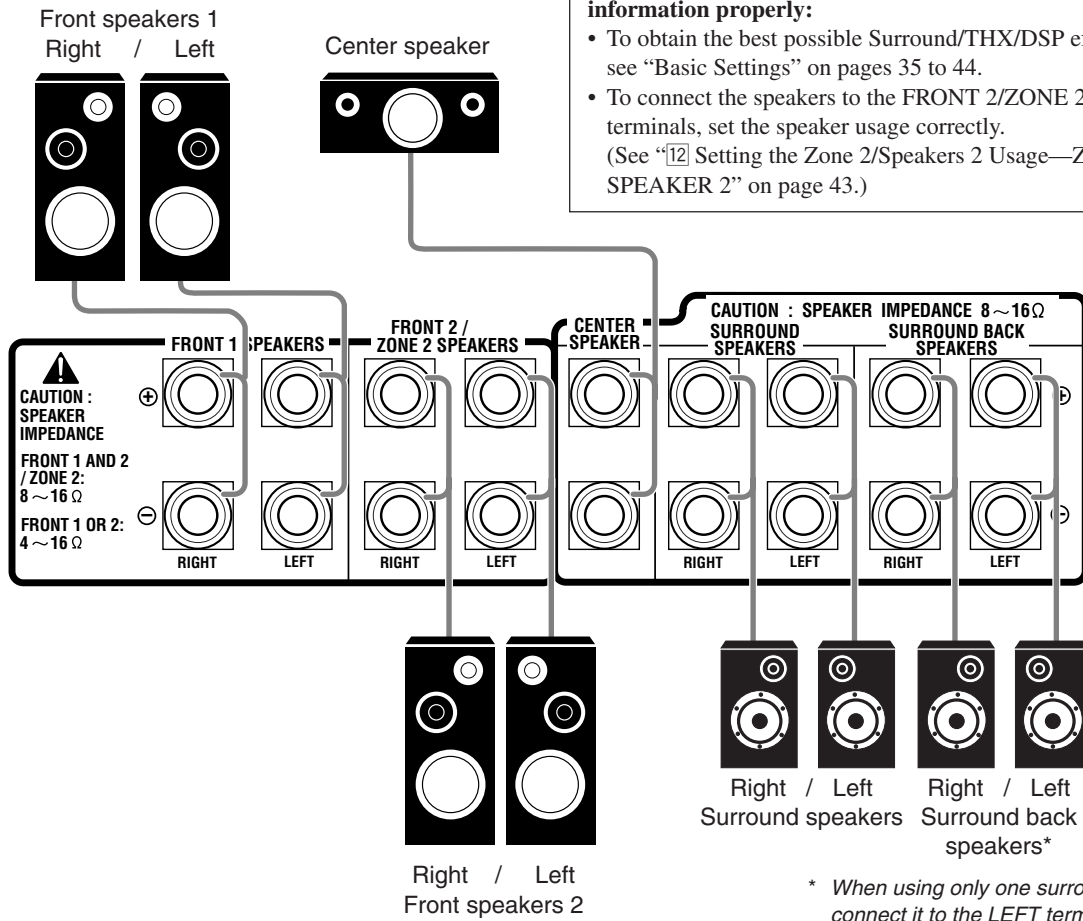 Front speakers 1
Right / Left
Center speaker
information properly:
• To obtain the best possible Surround/THX/DSP
see “Basic Settings” on pages 35 to 44.
• To connect the speakers to the FRONT 2/ZONE 2
terminals, set the speaker usage correctly.
(See “12 Setting the Zone 2/Speakers 2 Usage—
SPEAKER 2” on page 43.)
CAUTION :
SPEAKER
IMPEDANCE
FRONT 1 AND 2
/ ZONE 2:
8～16 Ω
FRONT 1 OR 2:
4～16 Ω
FRONT 1 SPEAKERS
FRONT 2 /
ZONE 2 SPEAKERS
CENTER
SPEAKER
CAUTION : SPEAKER IMPEDANCE 8～16Ω
SURROUND
SPEAKERS
SURROUND BACK
SPEAKERS
⊕ ⊕
⊖ ⊖
RIGHT LEFT RIGHT LEFT RIGHT LEFT RIGHT LEFT
Right / Left
Front speakers 2
Right / Left
Surround speakers
Right / Left
Surround back
speakers*
* When using only one
connect it to the LEFT